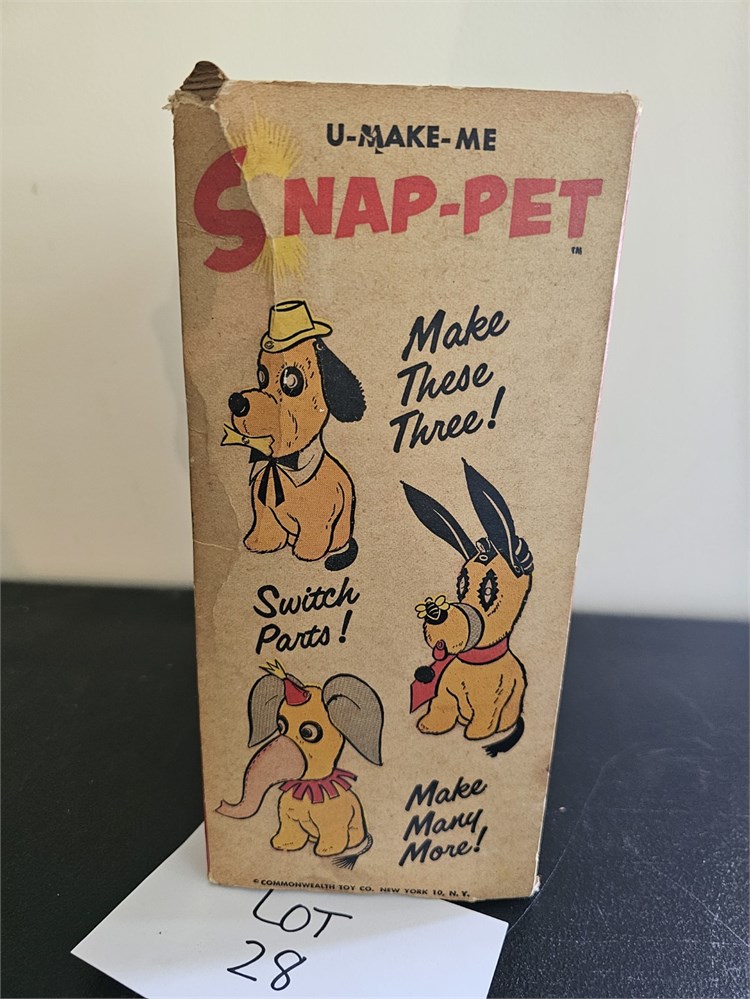 U-MAKE-ME
SNAP-PET
TM
Make
These
Three!
Switch
Parts!
Make
Many
More!
© COMMONWEALTH TOY CO. NEW YORK 10, N. Y.
LOT
28